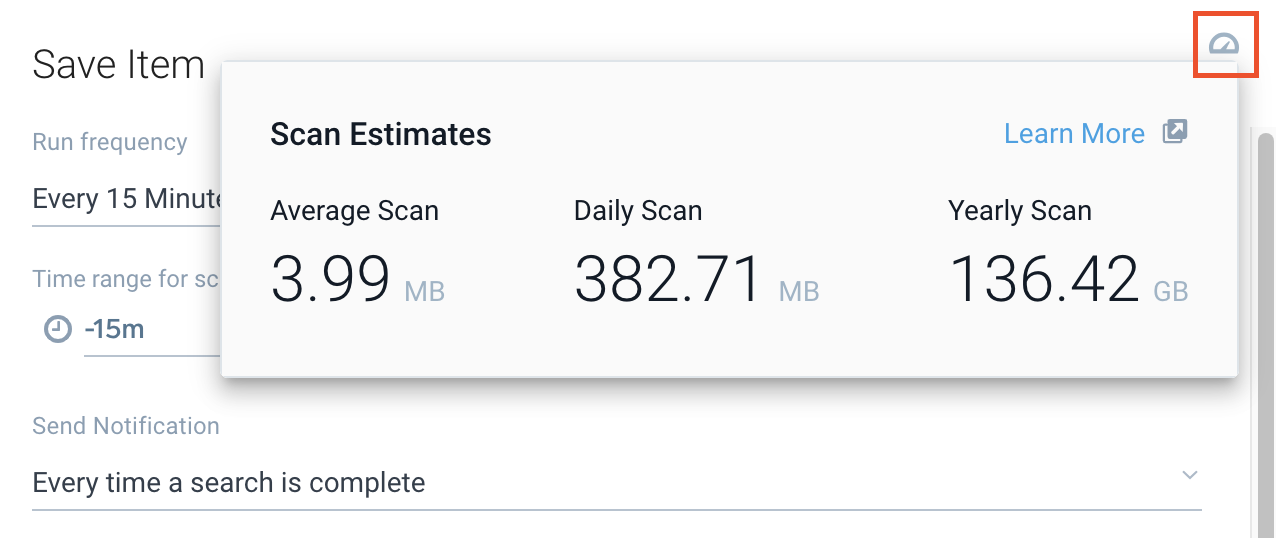 Save Item
Scan Estimates
Learn More
Run frequency
Every 15 Minute
Average Scan
Daily Scan
Yearly Scan
3.99 MB
382.71 MB
136.42 GB
Time range for sc
-15m
Send Notification
Every time a search is complete